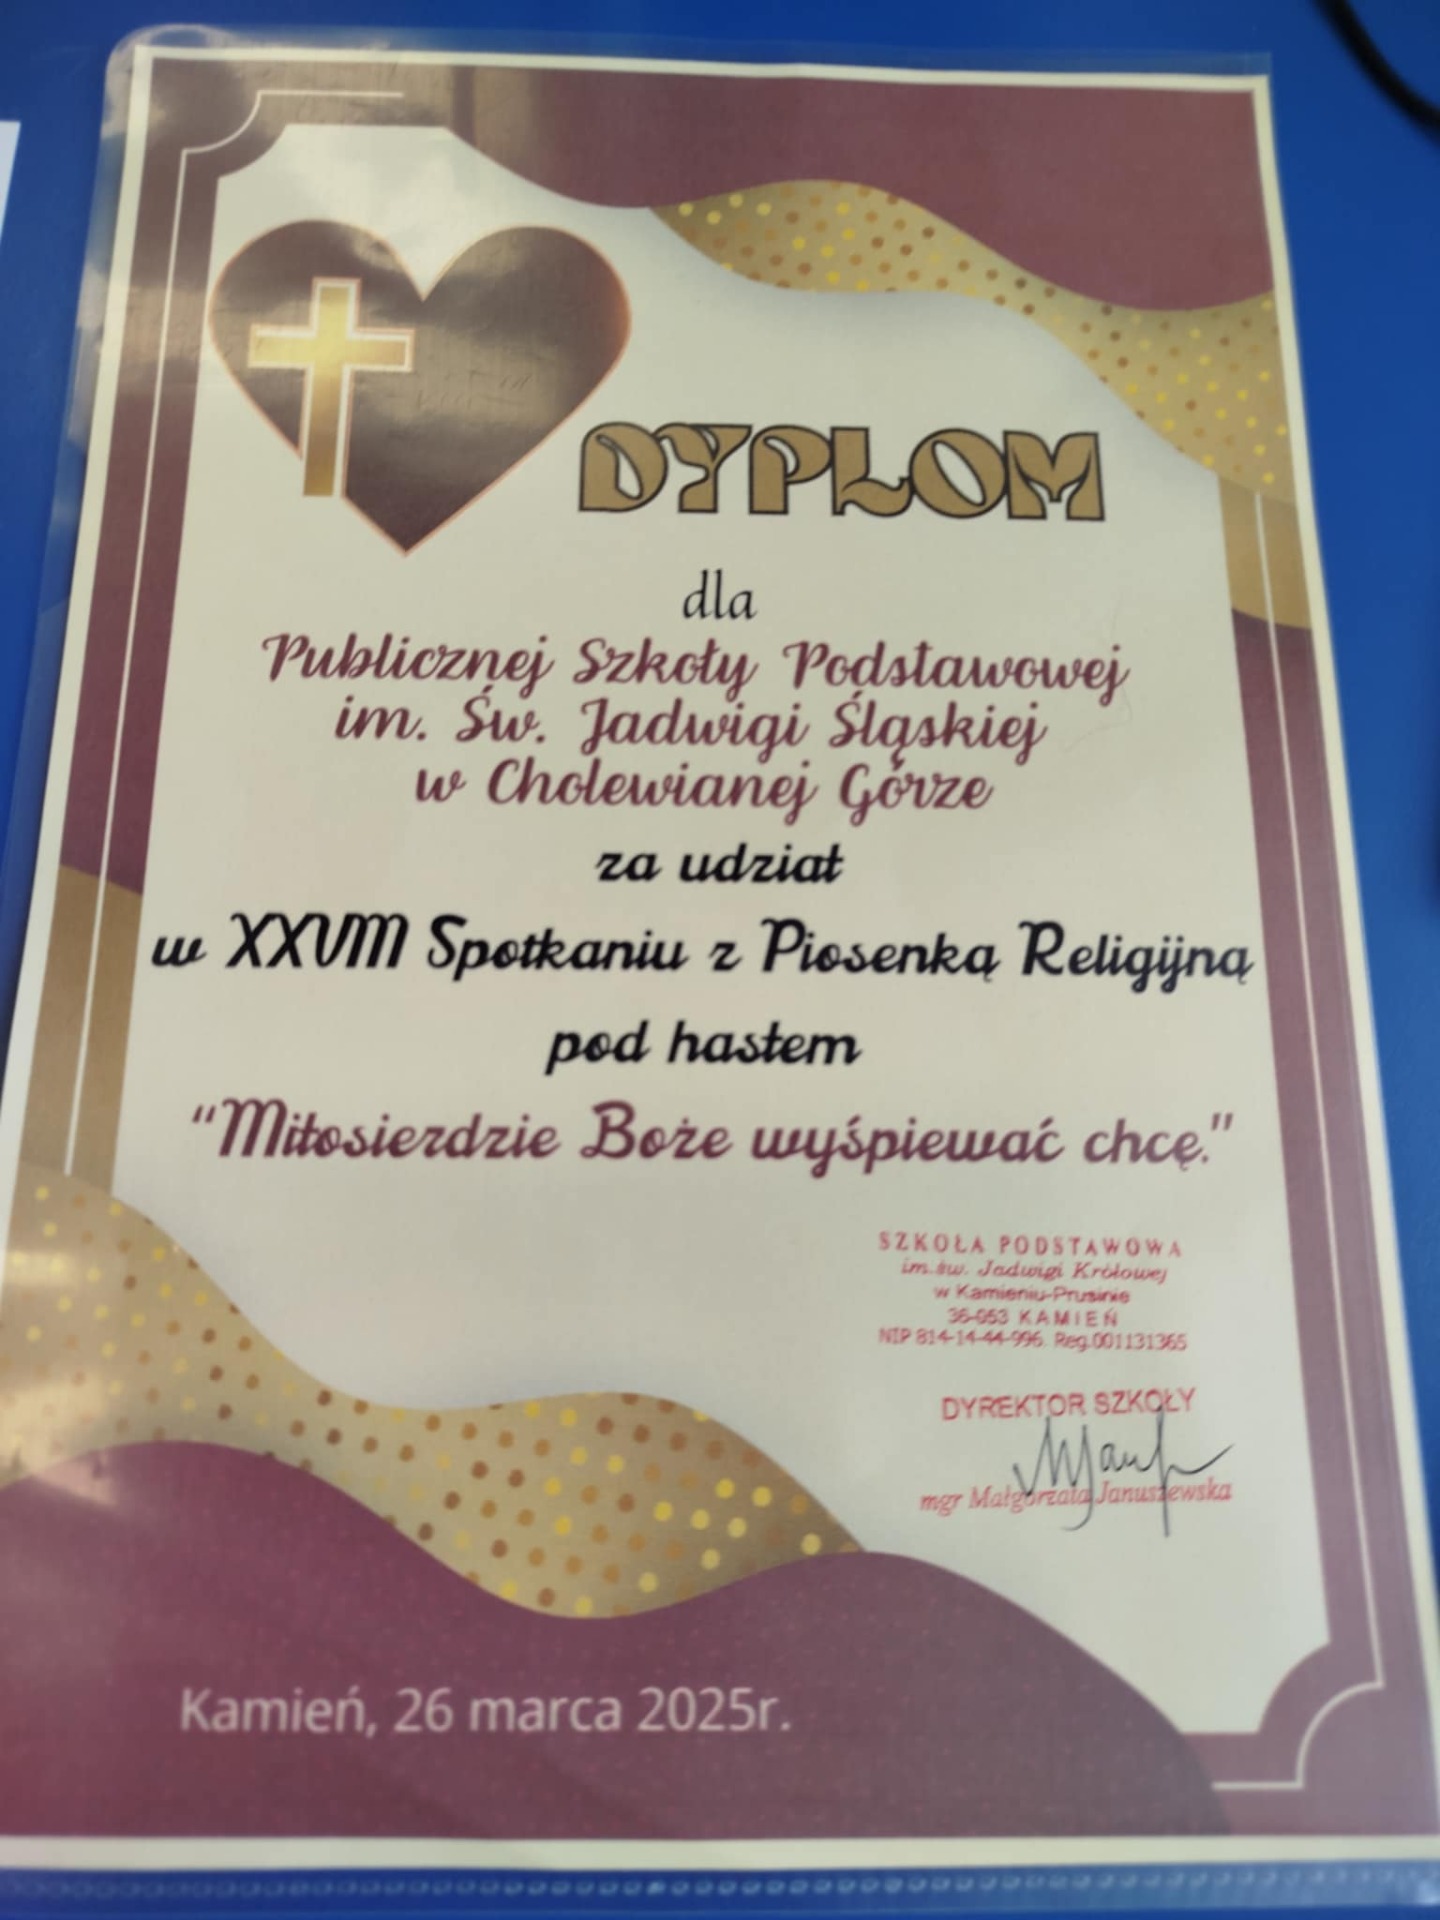 DYPLOM
dla
Publicznej Szkoły Podstawowej
im. Św. Jadwigi Śląskiej
w Cholewianej Górze
za udział
w XXVIII Spotkaniu z Piosenką Religijną
pod hasłem
"Miłosierdzie Boże wyśpiewać chcę."
SZKOŁA PODSTAWOWA
im.św. Jadwigi Królowej
w Kamieniu-Prusinie
36-053 KAMIEŃ
NIP 814-14-44-996. Reg.001131365
DYREKTOR SZKOŁY
mgr Małgorzata Januszewska
Kamień, 26 marca 2025r.